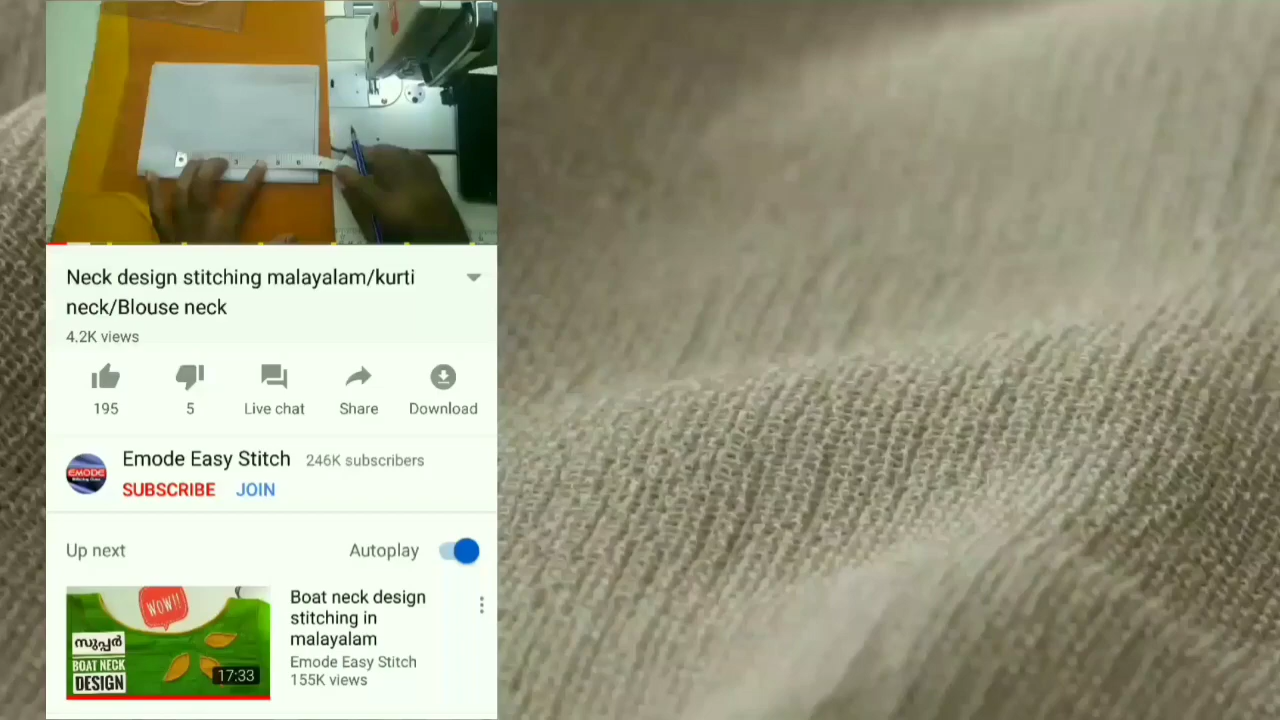 Neck design stitching malayalam/kurti
neck/Blouse neck
4.2K views
195
5
Live chat
Share
Download
EMODE
Emode Easy Stitch 246K subscribers
SUBSCRIBE JOIN
Up next
Autoplay
WOW!!
സൂപ്പർ
BOAT NECK
DESIGN
17:33
Boat neck design
stitching in
malayalam
Emode Easy Stitch
155K views